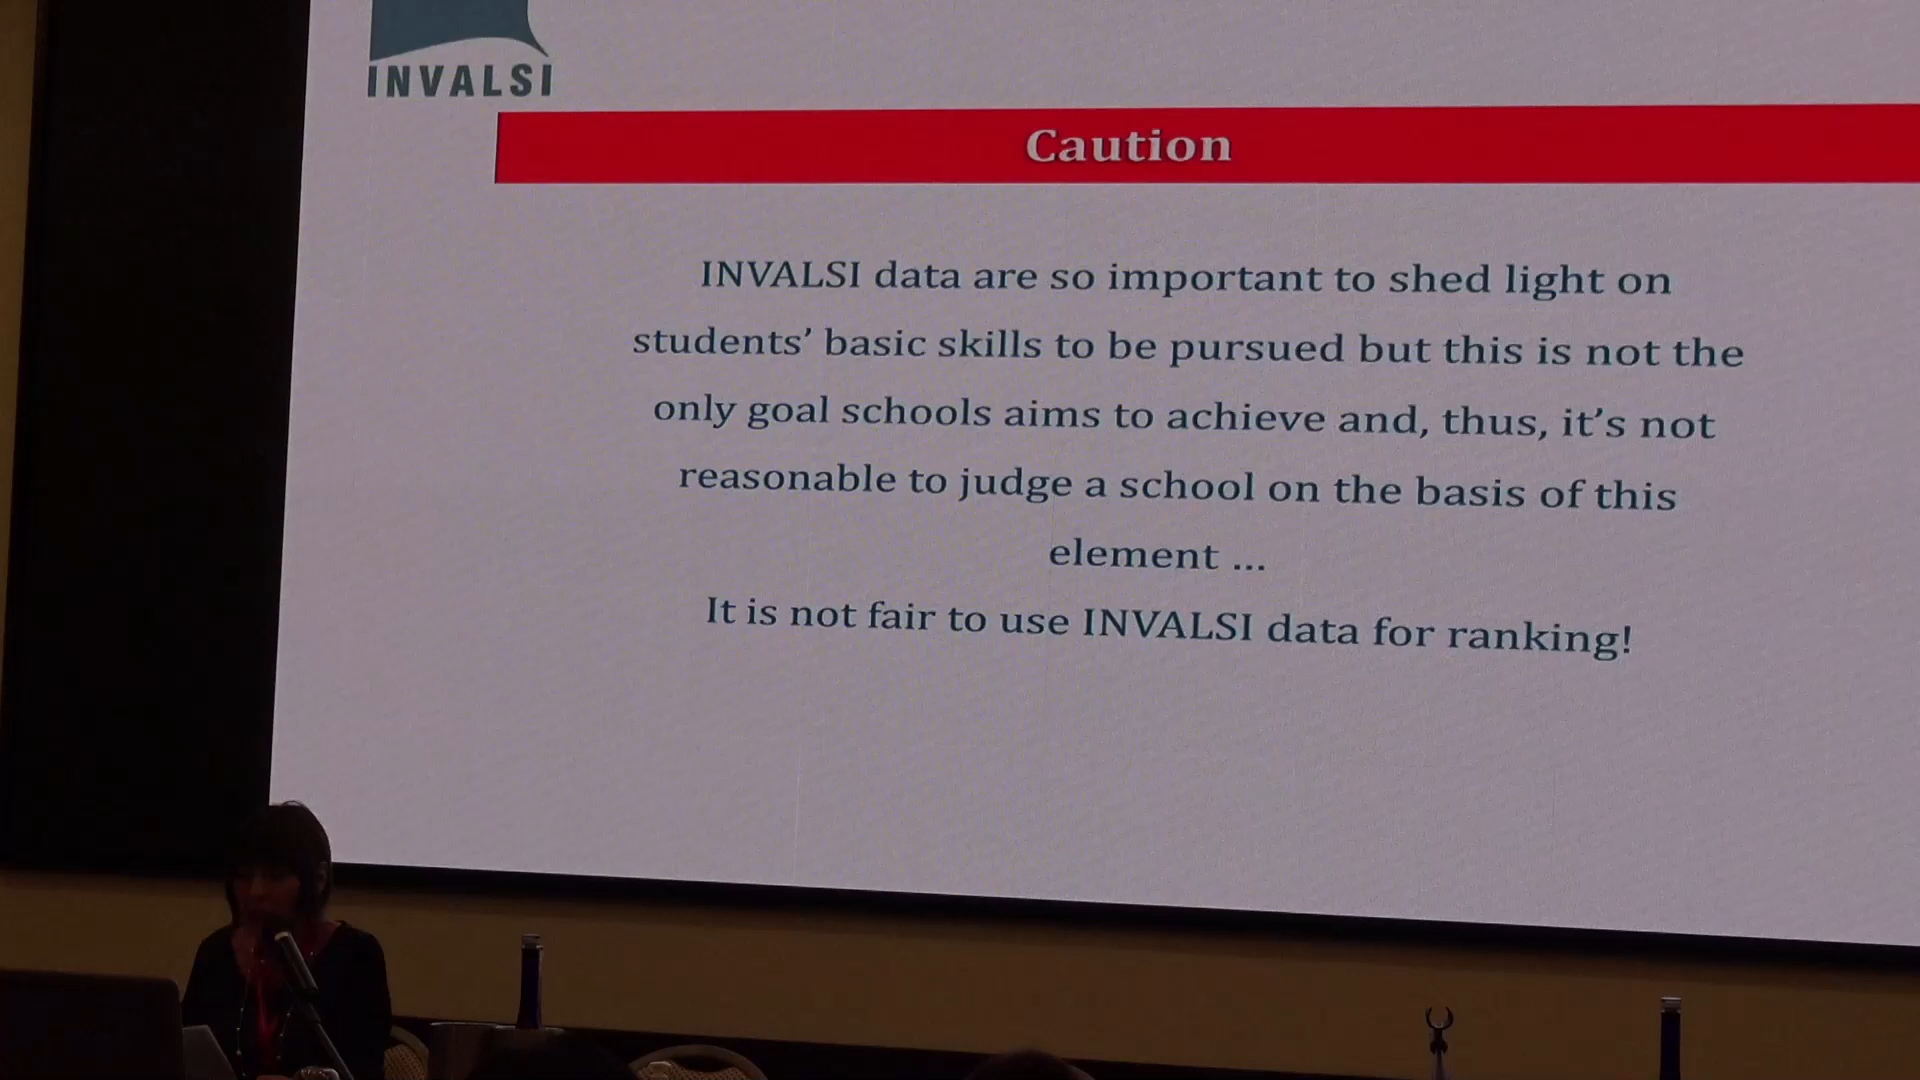 INVALSI
Caution
INVALSI data are so important to shed light on
students’ basic skills to be pursued but this is not the
only goal schools aims to achieve and, thus, it’s not
reasonable to judge a school on the basis of this
element ...
It is not fair to use INVALSI data for ranking!